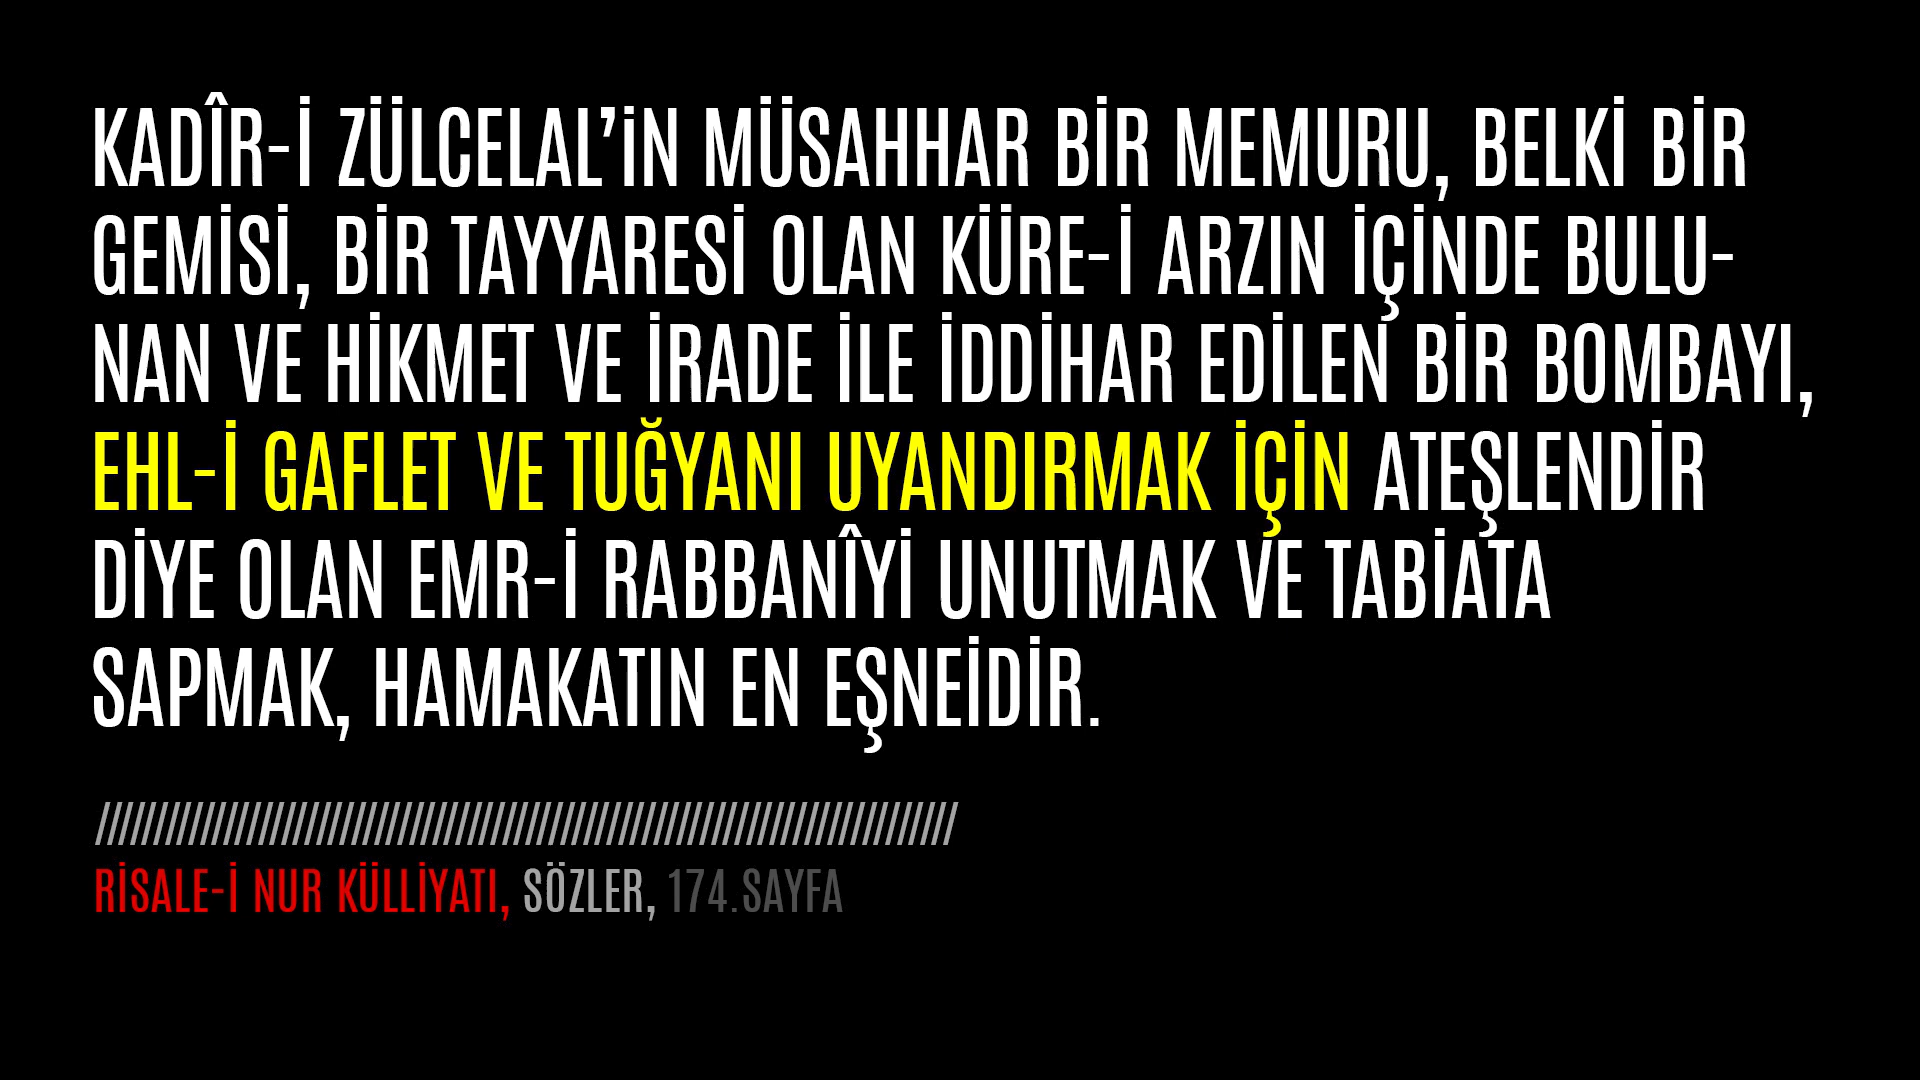 KADÎR-İ ZÜLCELAL’iN MÜSAHHAR BİR MEMURU, BELKİ BİR
GEMİSİ, BİR TAYYARESİ OLAN KÜRE-İ ARZIN İÇİNDE BULU-
NAN VE HİKMET VE İRADE İLE İDDİHAR EDİLEN BİR BOMBAYI,
EHL-İ GAFLET VE TUĞYANI UYANDIRMAK İÇİN ATEŞLENDİR
DİYE OLAN EMR-İ RABBANÎYİ UNUTMAK VE TABİATA
SAPMAK, HAMAKATIN EN EŞNEİDİR.
//////////////////////////////////////////////////////////////////////////
RİSALE-İ NUR KÜLLİYATI, SÖZLER, 174.SAYFA